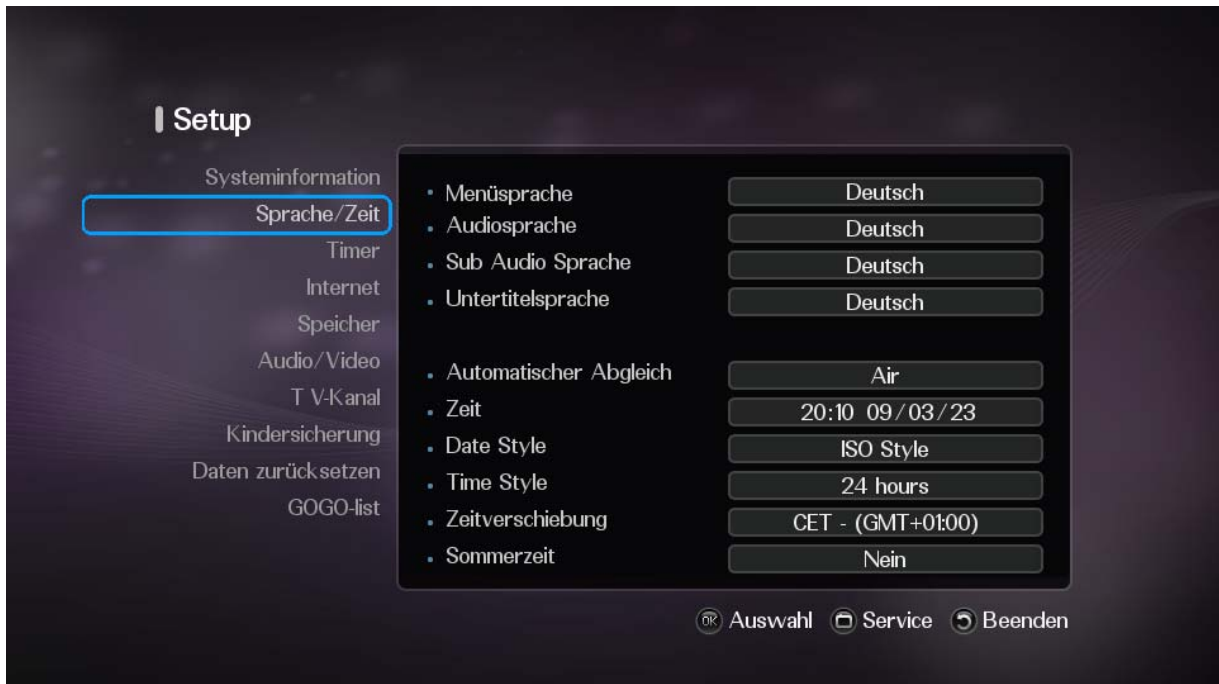 Setup
Systeminformation
Sprache/Zeit
Timer
Internet
Speicher
Audio/Video
T V-Kanal
Kindersicherung
Daten zurücksetzen
GOGO-list
Menüsprache Deutsch
Audiosprache Deutsch
Sub Audio Sprache Deutsch
Untertitelsprache Deutsch
Automatischer Abgleich Air
Zeit 20:10 09/03/23
Date Style ISO Style
Time Style 24 hours
Zeitverschiebung CET - (GMT+01:00)
Sommerzeit Nein
OK Auswahl Service Beenden